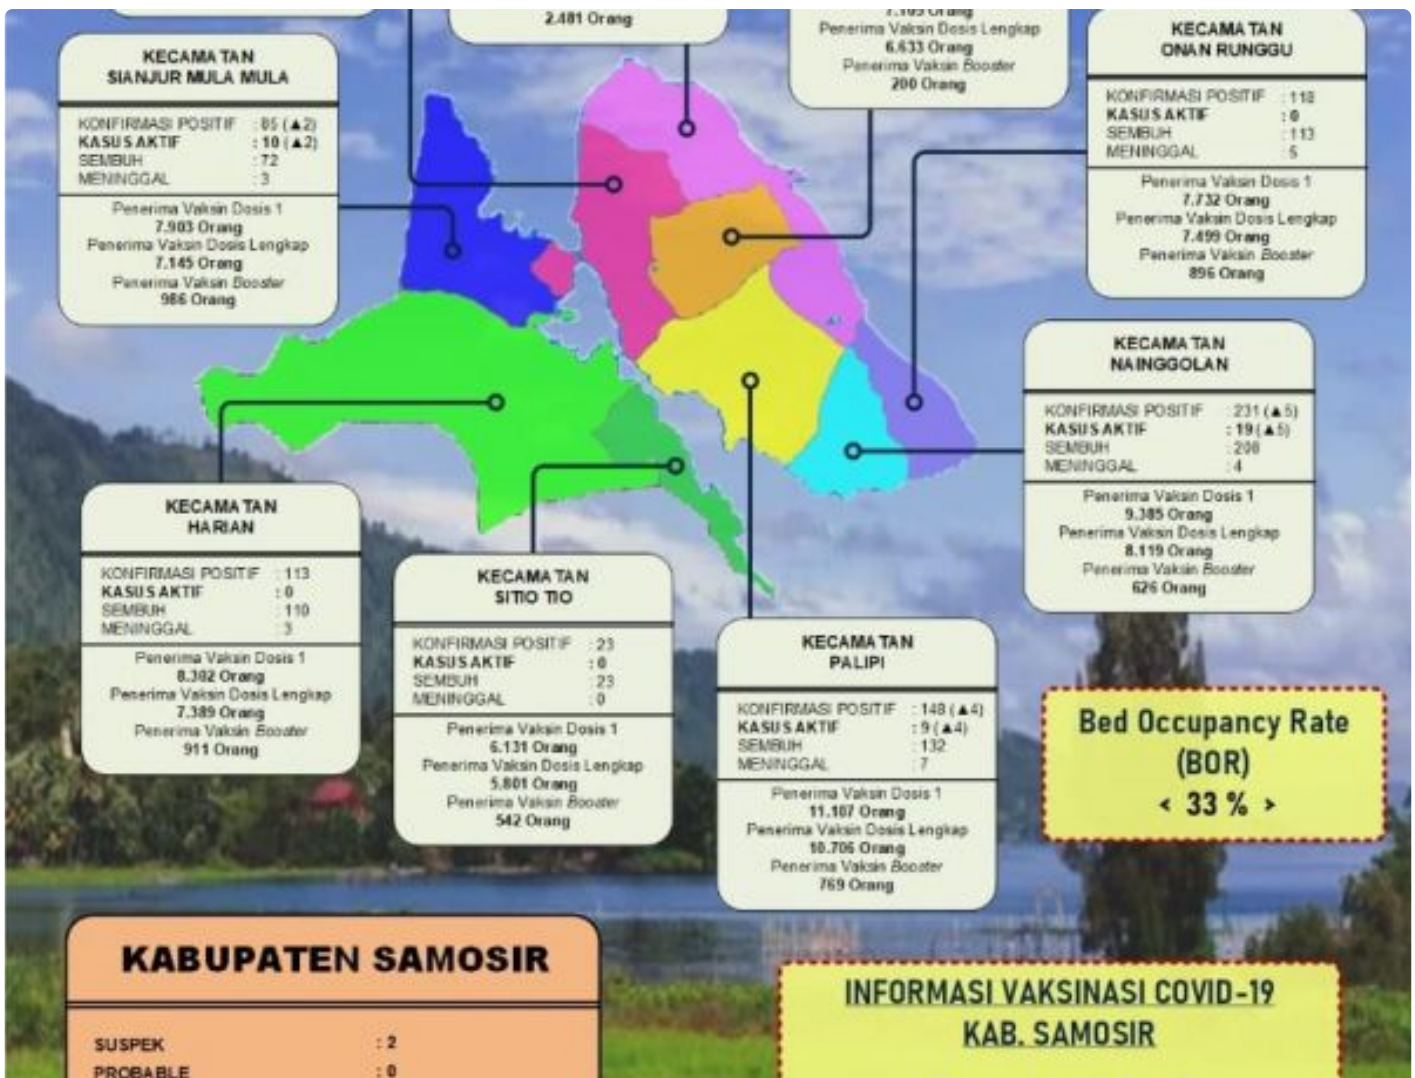 2.481 Orang
7.105 Orang
Penerima Vaksin Dosis Lengkap
6.633 Orang
Penerima Vaksin Booster
200 Orang
KECAMATAN
SIANJUR MULA MULA
KONFIRMASI POSITIF : 85 (▲2)
KASUS AKTIF : 10 (▲2)
SEMBUH : 72
MENINGGAL : 3
Penerima Vaksin Dosis 1
7.903 Orang
Penerima Vaksin Dosis Lengkap
7.145 Orang
Penerima Vaksin Booster
986 Orang
KECAMATAN
ONAN RUNGGU
KONFIRMASI POSITIF : 118
KASUS AKTIF : 0
SEMBUH : 113
MENINGGAL : 5
Penerima Vaksin Dosis 1
7.732 Orang
Penerima Vaksin Dosis Lengkap
7.499 Orang
Penerima Vaksin Booster
896 Orang
KECAMATAN
NAINGGOLAN
KONFIRMASI POSITIF : 231 (▲5)
KASUS AKTIF : 19 (▲5)
SEMBUH : 208
MENINGGAL : 4
Penerima Vaksin Dosis 1
9.385 Orang
Penerima Vaksin Dosis Lengkap
8.119 Orang
Penerima Vaksin Booster
626 Orang
KECAMATAN
HARIAN
KONFIRMASI POSITIF : 113
KASUS AKTIF : 0
SEMBUH : 110
MENINGGAL : 3
Penerima Vaksin Dosis 1
8.302 Orang
Penerima Vaksin Dosis Lengkap
7.389 Orang
Penerima Vaksin Booster
911 Orang
KECAMATAN
SITIO TIO
KONFIRMASI POSITIF : 23
KASUS AKTIF : 0
SEMBUH : 23
MENINGGAL : 0
Penerima Vaksin Dosis 1
6.131 Orang
Penerima Vaksin Dosis Lengkap
5.801 Orang
Penerima Vaksin Booster
542 Orang
KECAMATAN
PALIPI
KONFIRMASI POSITIF : 148 (▲4)
KASUS AKTIF : 9 (▲4)
SEMBUH : 132
MENINGGAL : 7
Penerima Vaksin Dosis 1
11.107 Orang
Penerima Vaksin Dosis Lengkap
10.706 Orang
Penerima Vaksin Booster
769 Orang
Bed Occupancy Rate
(BOR)
< 33 % >
KABUPATEN SAMOSIR
SUSPEK : 2
PROBABLE : 0
INFORMASI VAKSINASI COVID-19
KAB. SAMOSIR